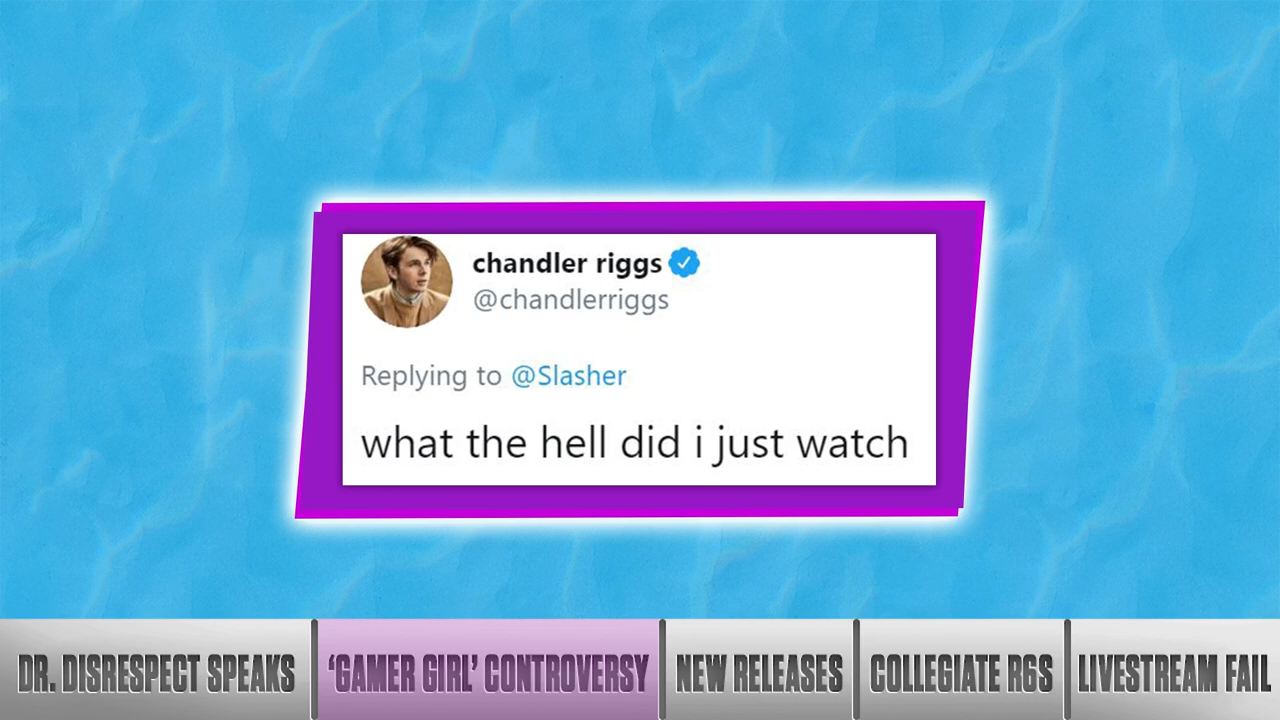 chandler riggs
@chandlerriggs
Replying to @Slasher
what the hell did i just watch
DR. DISRESPECT SPEAKS
‘GAMER GIRL’ CONTROVERSY
NEW RELEASES
COLLEGIATE R6S
LIVESTREAM FAIL